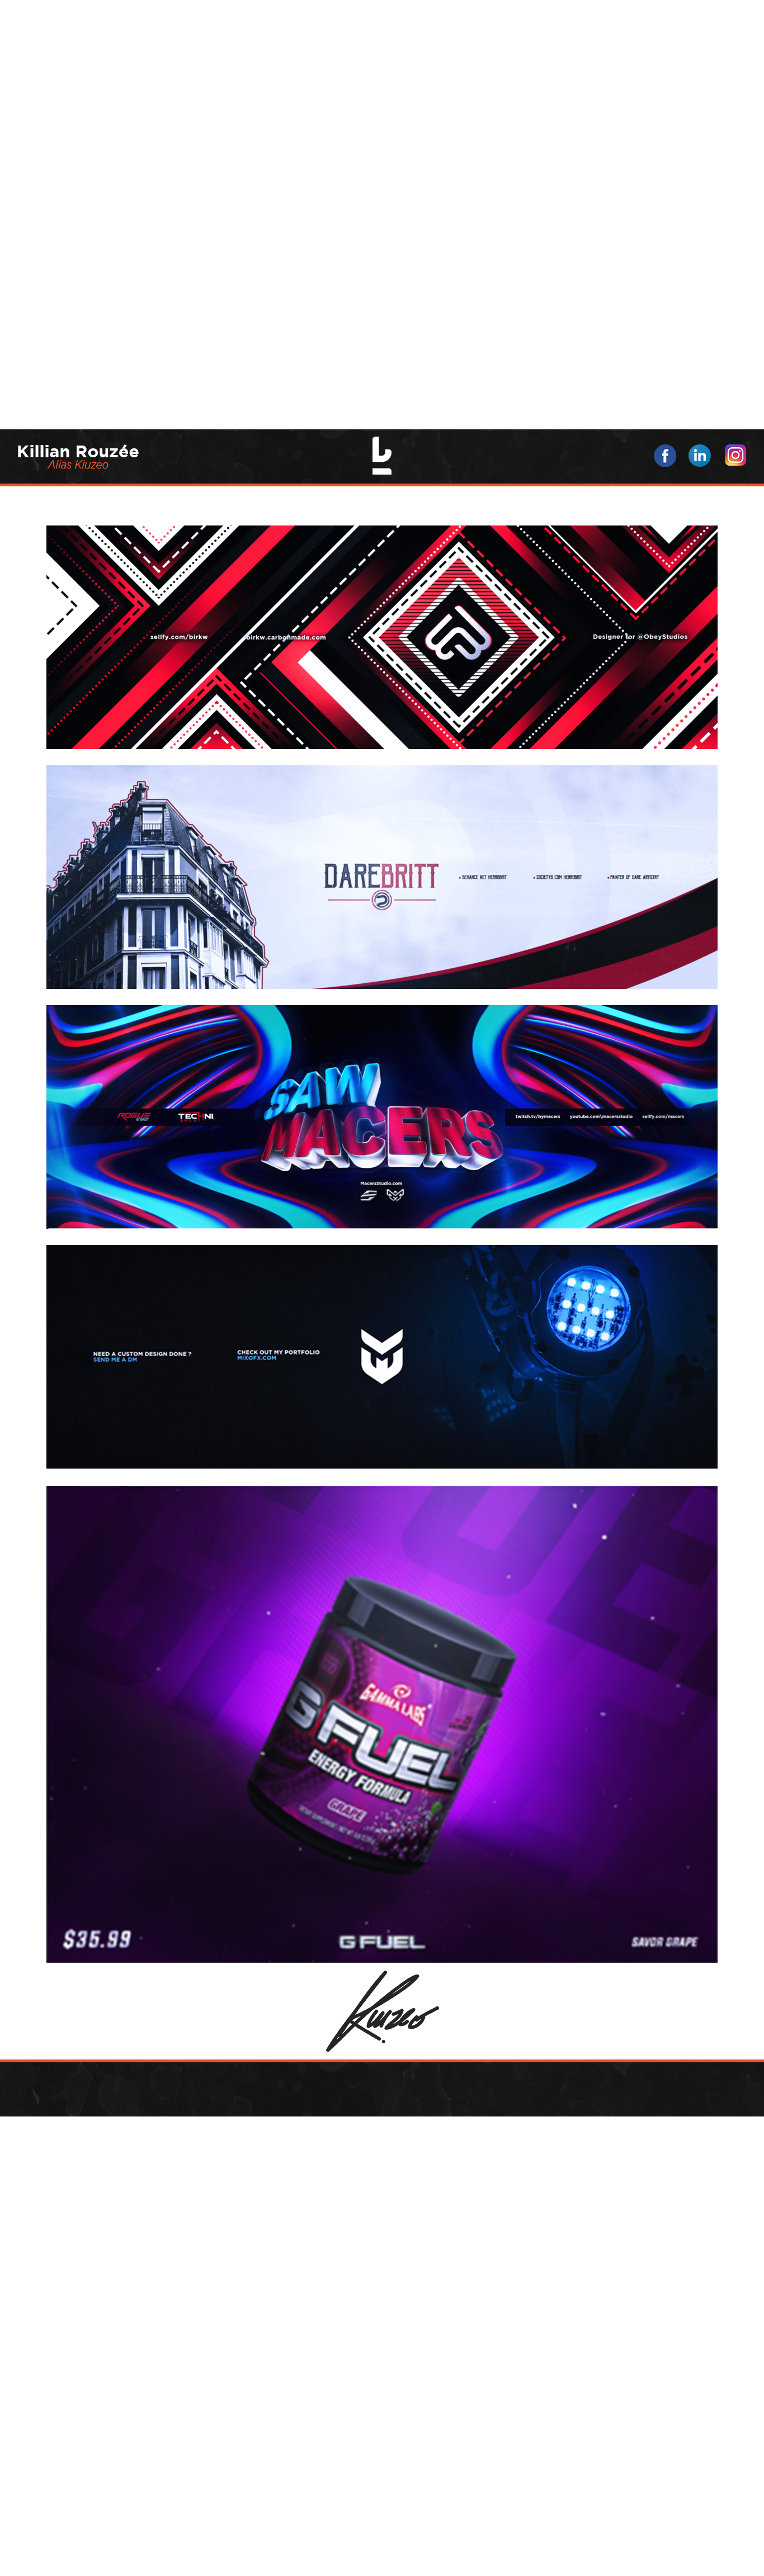 Killian Rouzée
Alias Kiuzeo
sellfy.com/birkw
birkw.carbonmade.com
Designer for @ObeyStudios
DAREBRITT
BEHANCE NET HERROBRIT
SOCIETY6 COM HERROBRIT
PAINTER OF DARE ARTISTRY
SAW
MACERS
ROGUE
TECHNI
twitch.tv/bymacers
youtube.com\macersstudio
sellfy.com/macers
MacersStudio.com
NEED A CUSTOM DESIGN DONE ?
SEND ME A DM
CHECK OUT MY PORTFOLIO
MIXOFX.COM
GAMMA LABS
G FUEL
ENERGY FORMULA
GRAPE
$35.99
G FUEL
SAVOR GRAPE
Kiuzeo